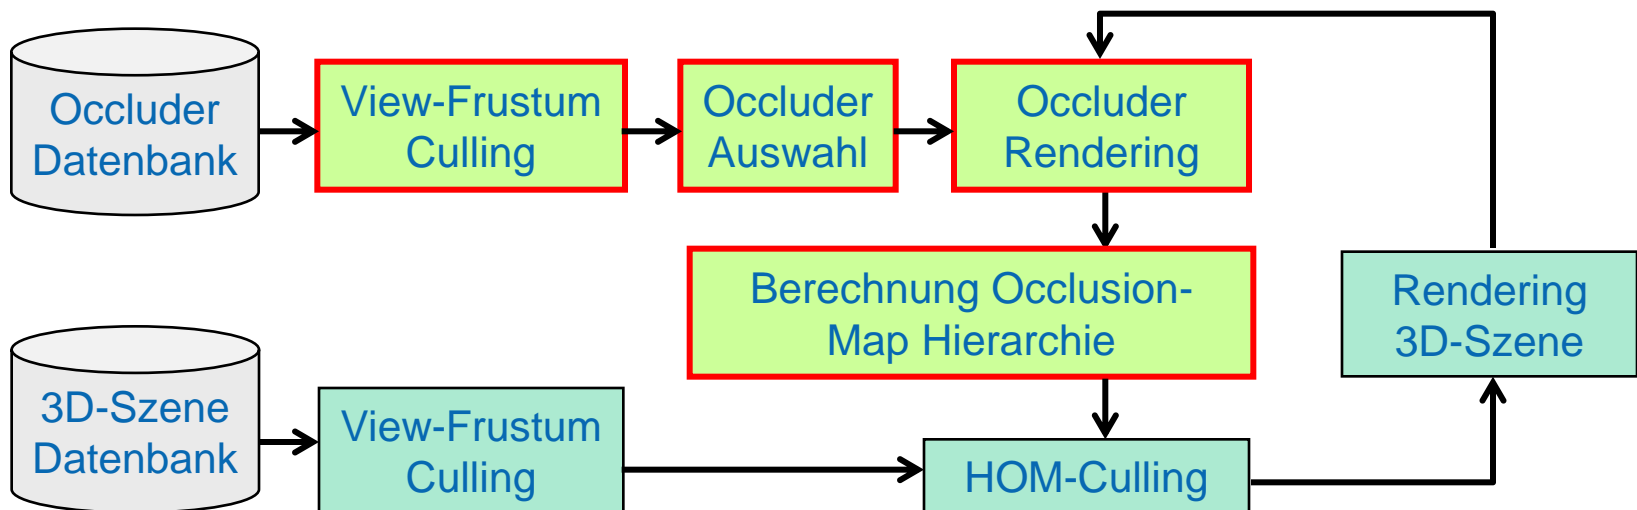 Occluder
Datenbank
View-Frustum
Culling
Occluder
Auswahl
Occluder
Rendering
Berechnung Occlusion-
Map Hierarchie
Rendering
3D-Szene
3D-Szene
Datenbank
View-Frustum
Culling
HOM-Culling